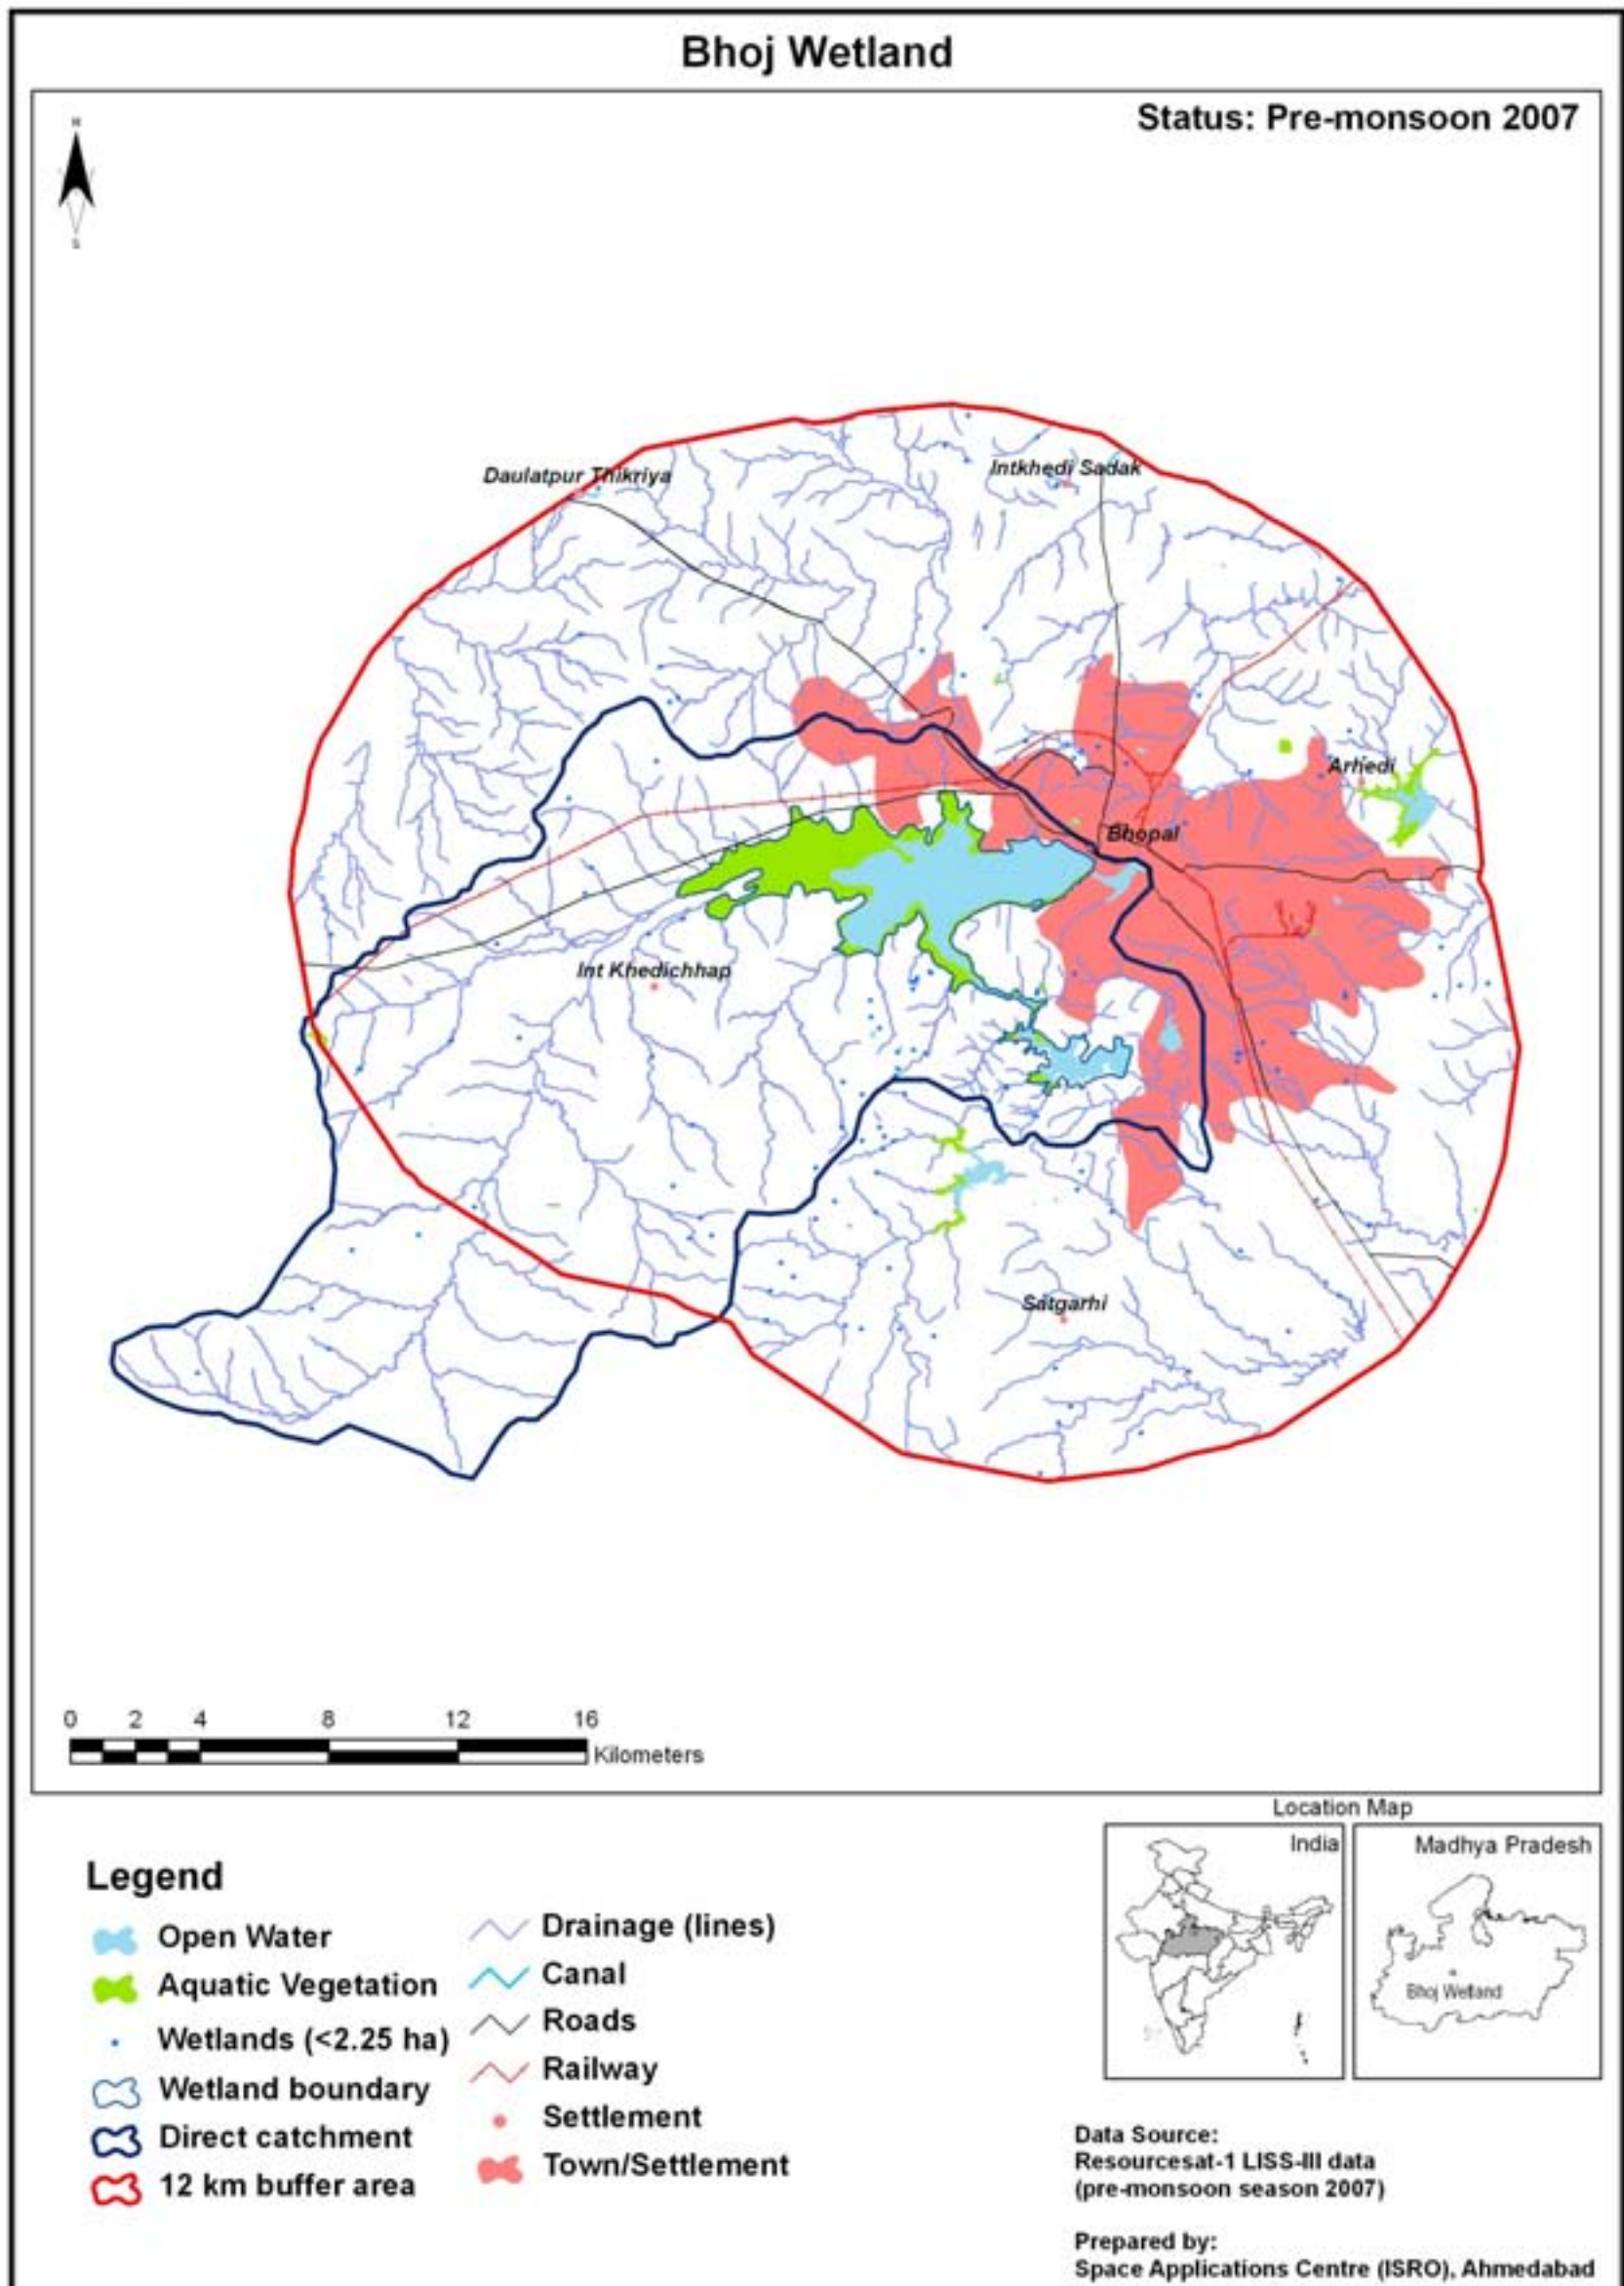 Bhoj Wetland
Status: Pre-monsoon 2007
N
S
Daulatpur Thikriya
Intkhedi Sadak
Arhedi
Bhopal
Int Khedichhap
Satgarhi
0 2 4 8 12 16
Kilometers
Location Map
India
Madhya Pradesh
Bhoj Wetland
Legend
Open Water
Aquatic Vegetation
Wetlands (<2.25 ha)
Wetland boundary
Direct catchment
12 km buffer area
Drainage (lines)
Canal
Roads
Railway
Settlement
Town/Settlement
Data Source:
Resourcesat-1 LISS-III data
(pre-monsoon season 2007)
Prepared by:
Space Applications Centre (ISRO), Ahmedabad